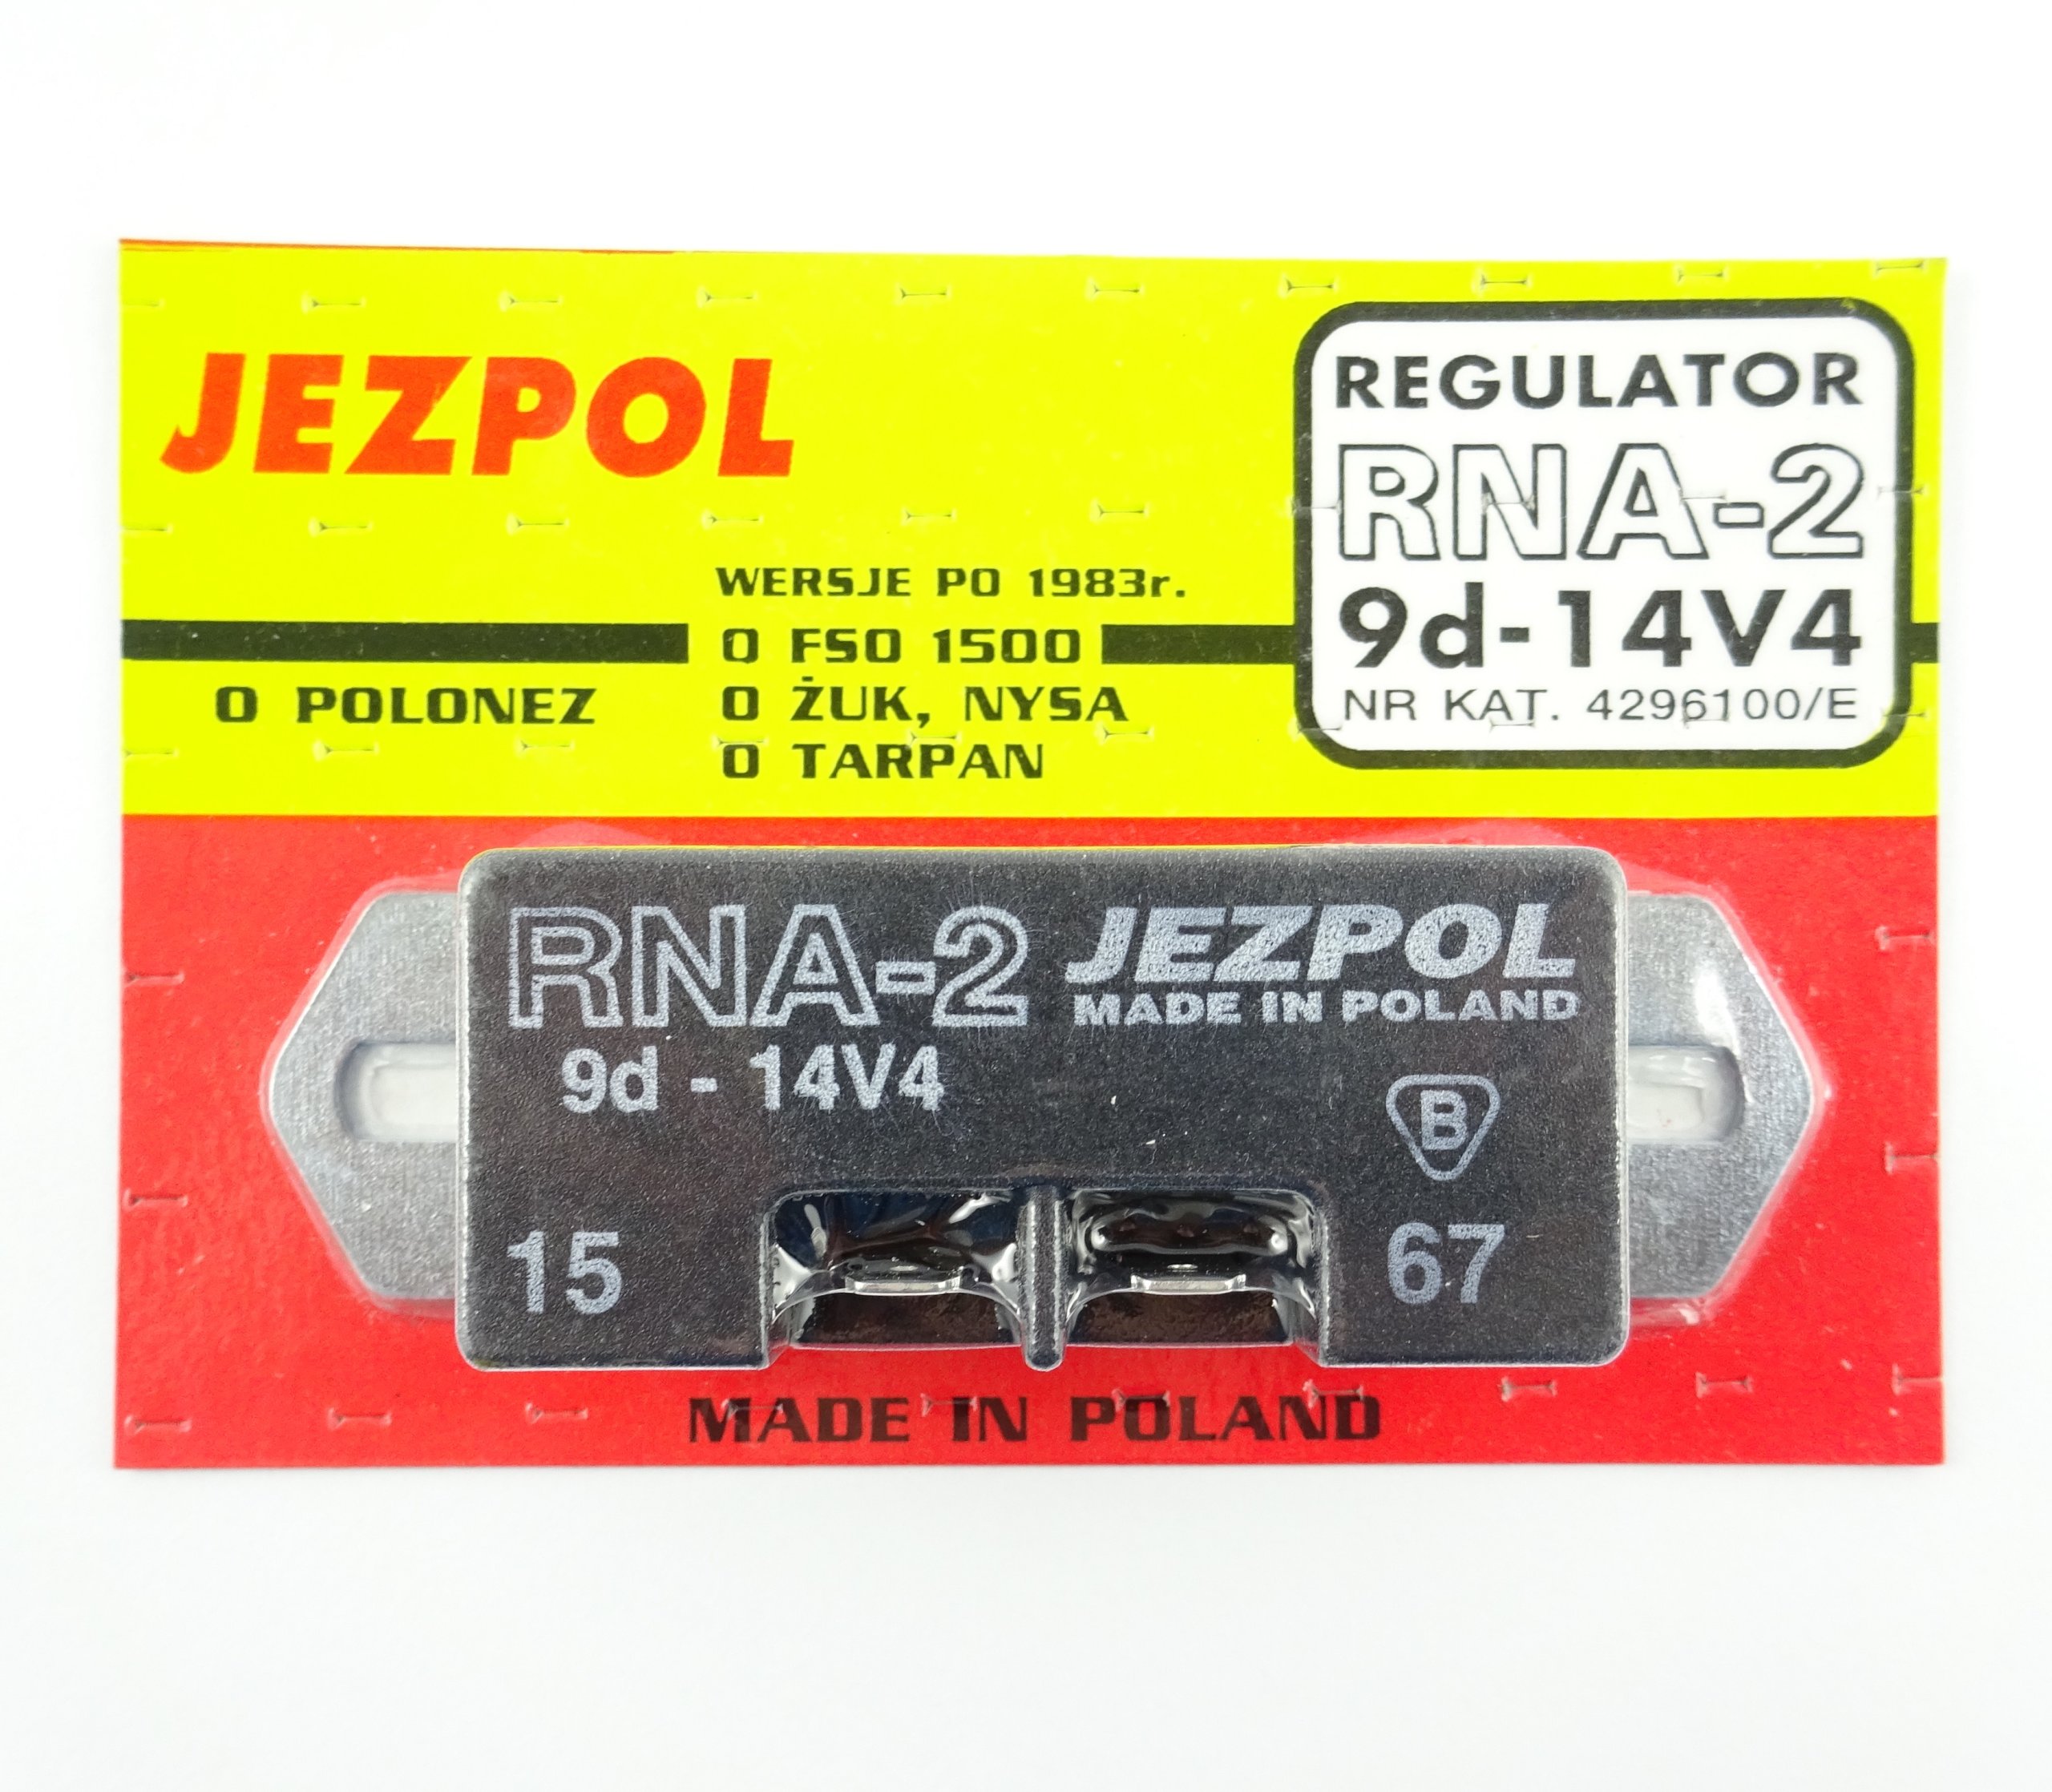 JEZPOL
REGULATOR
RNA-2
9d-14V4
NR KAT. 4296100/E
WERSJE PO 1983r.
O FSO 1500
O POLONEZ
O ŻUK, NYSA
O TARPAN
RNA-2
JEZPOL
MADE IN POLAND
9d - 14V4
B
15
67
MADE IN POLAND